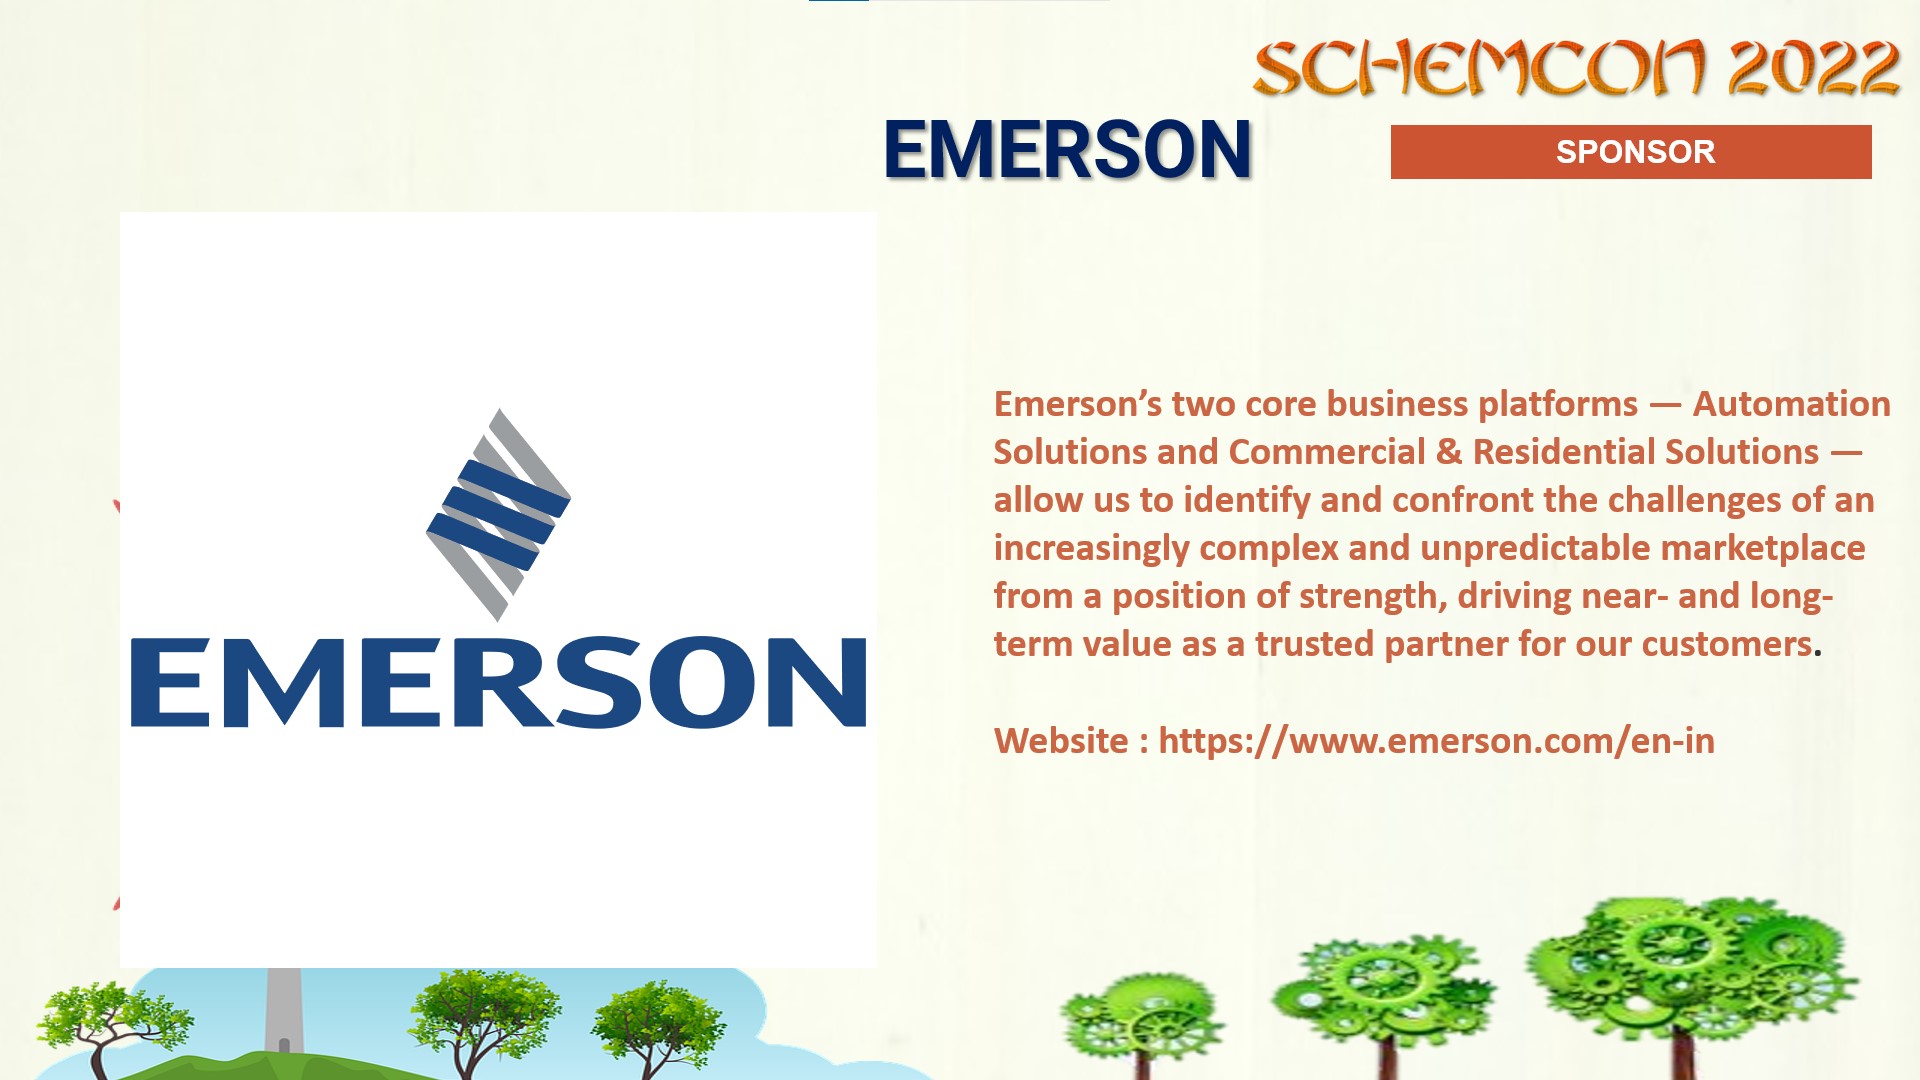 SCHEMCON 2022
EMERSON
SPONSOR
EMERSON
Emerson’s two core business platforms — Automation
Solutions and Commercial & Residential Solutions —
allow us to identify and confront the challenges of an
increasingly complex and unpredictable marketplace
from a position of strength, driving near- and long-
term value as a trusted partner for our customers.
Website : https://www.emerson.com/en-in